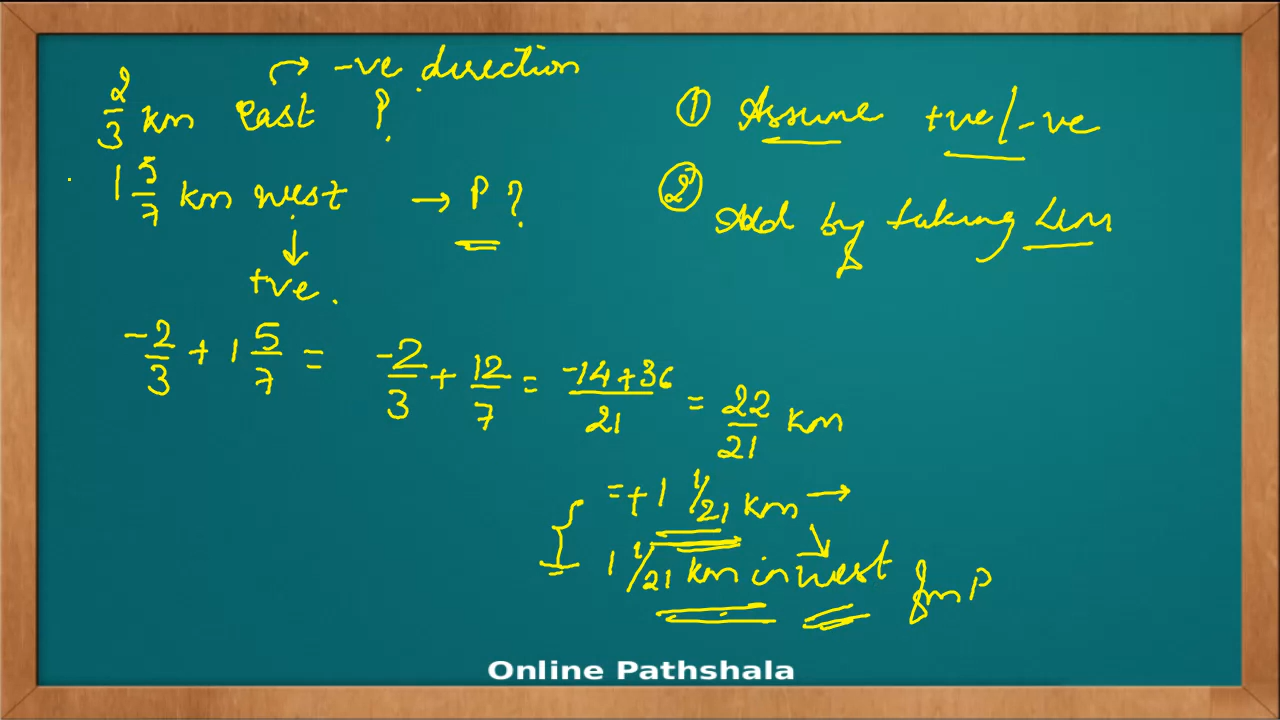 → -ve direction
2/3 km east P.
1 5/7 km west → P?
↓
+ve.
-2/3 + 1 5/7 = -2/3 + 12/7 = -14+36/21 = 22/21 km
= + 1 1/21 km →
1 1/21 km in west from P
① Assume +ve/-ve
② Add by taking LCM
Online Pathshala